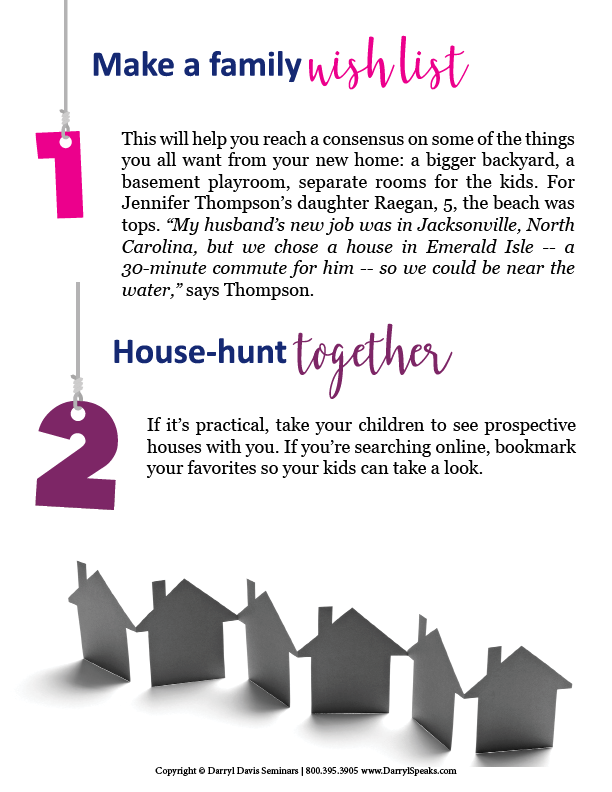 Make a family wish list
1
This will help you reach a consensus on some of the things
you all want from your new home: a bigger backyard, a
basement playroom, separate rooms for the kids. For
Jennifer Thompson’s daughter Raegan, 5, the beach was
tops. “My husband’s new job was in Jacksonville, North
Carolina, but we chose a house in Emerald Isle -- a
30-minute commute for him -- so we could be near the
water,” says Thompson.
House-hunt together
2
If it’s practical, take your children to see prospective
houses with you. If you’re searching online, bookmark
your favorites so your kids can take a look.
Copyright © Darryl Davis Seminars | 800.395.3905 www.DarrylSpeaks.com